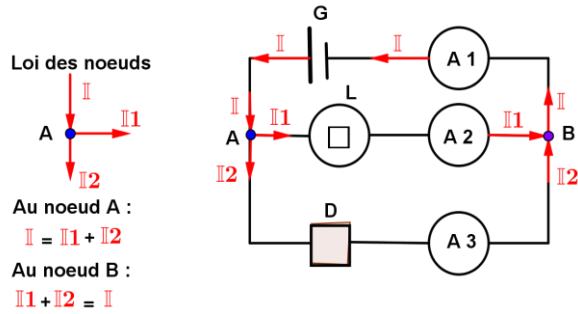 Loi des noeuds
𝕀
A
𝕀1
𝕀2
Au noeud A :
𝕀 = 𝕀1 + 𝕀2
Au noeud B :
𝕀1 + 𝕀2 = 𝕀
G
𝕀
𝕀
A 1
𝕀
L
𝕀
A
𝕀1
A 2
𝕀1
B
𝕀2
𝕀2
D
A 3